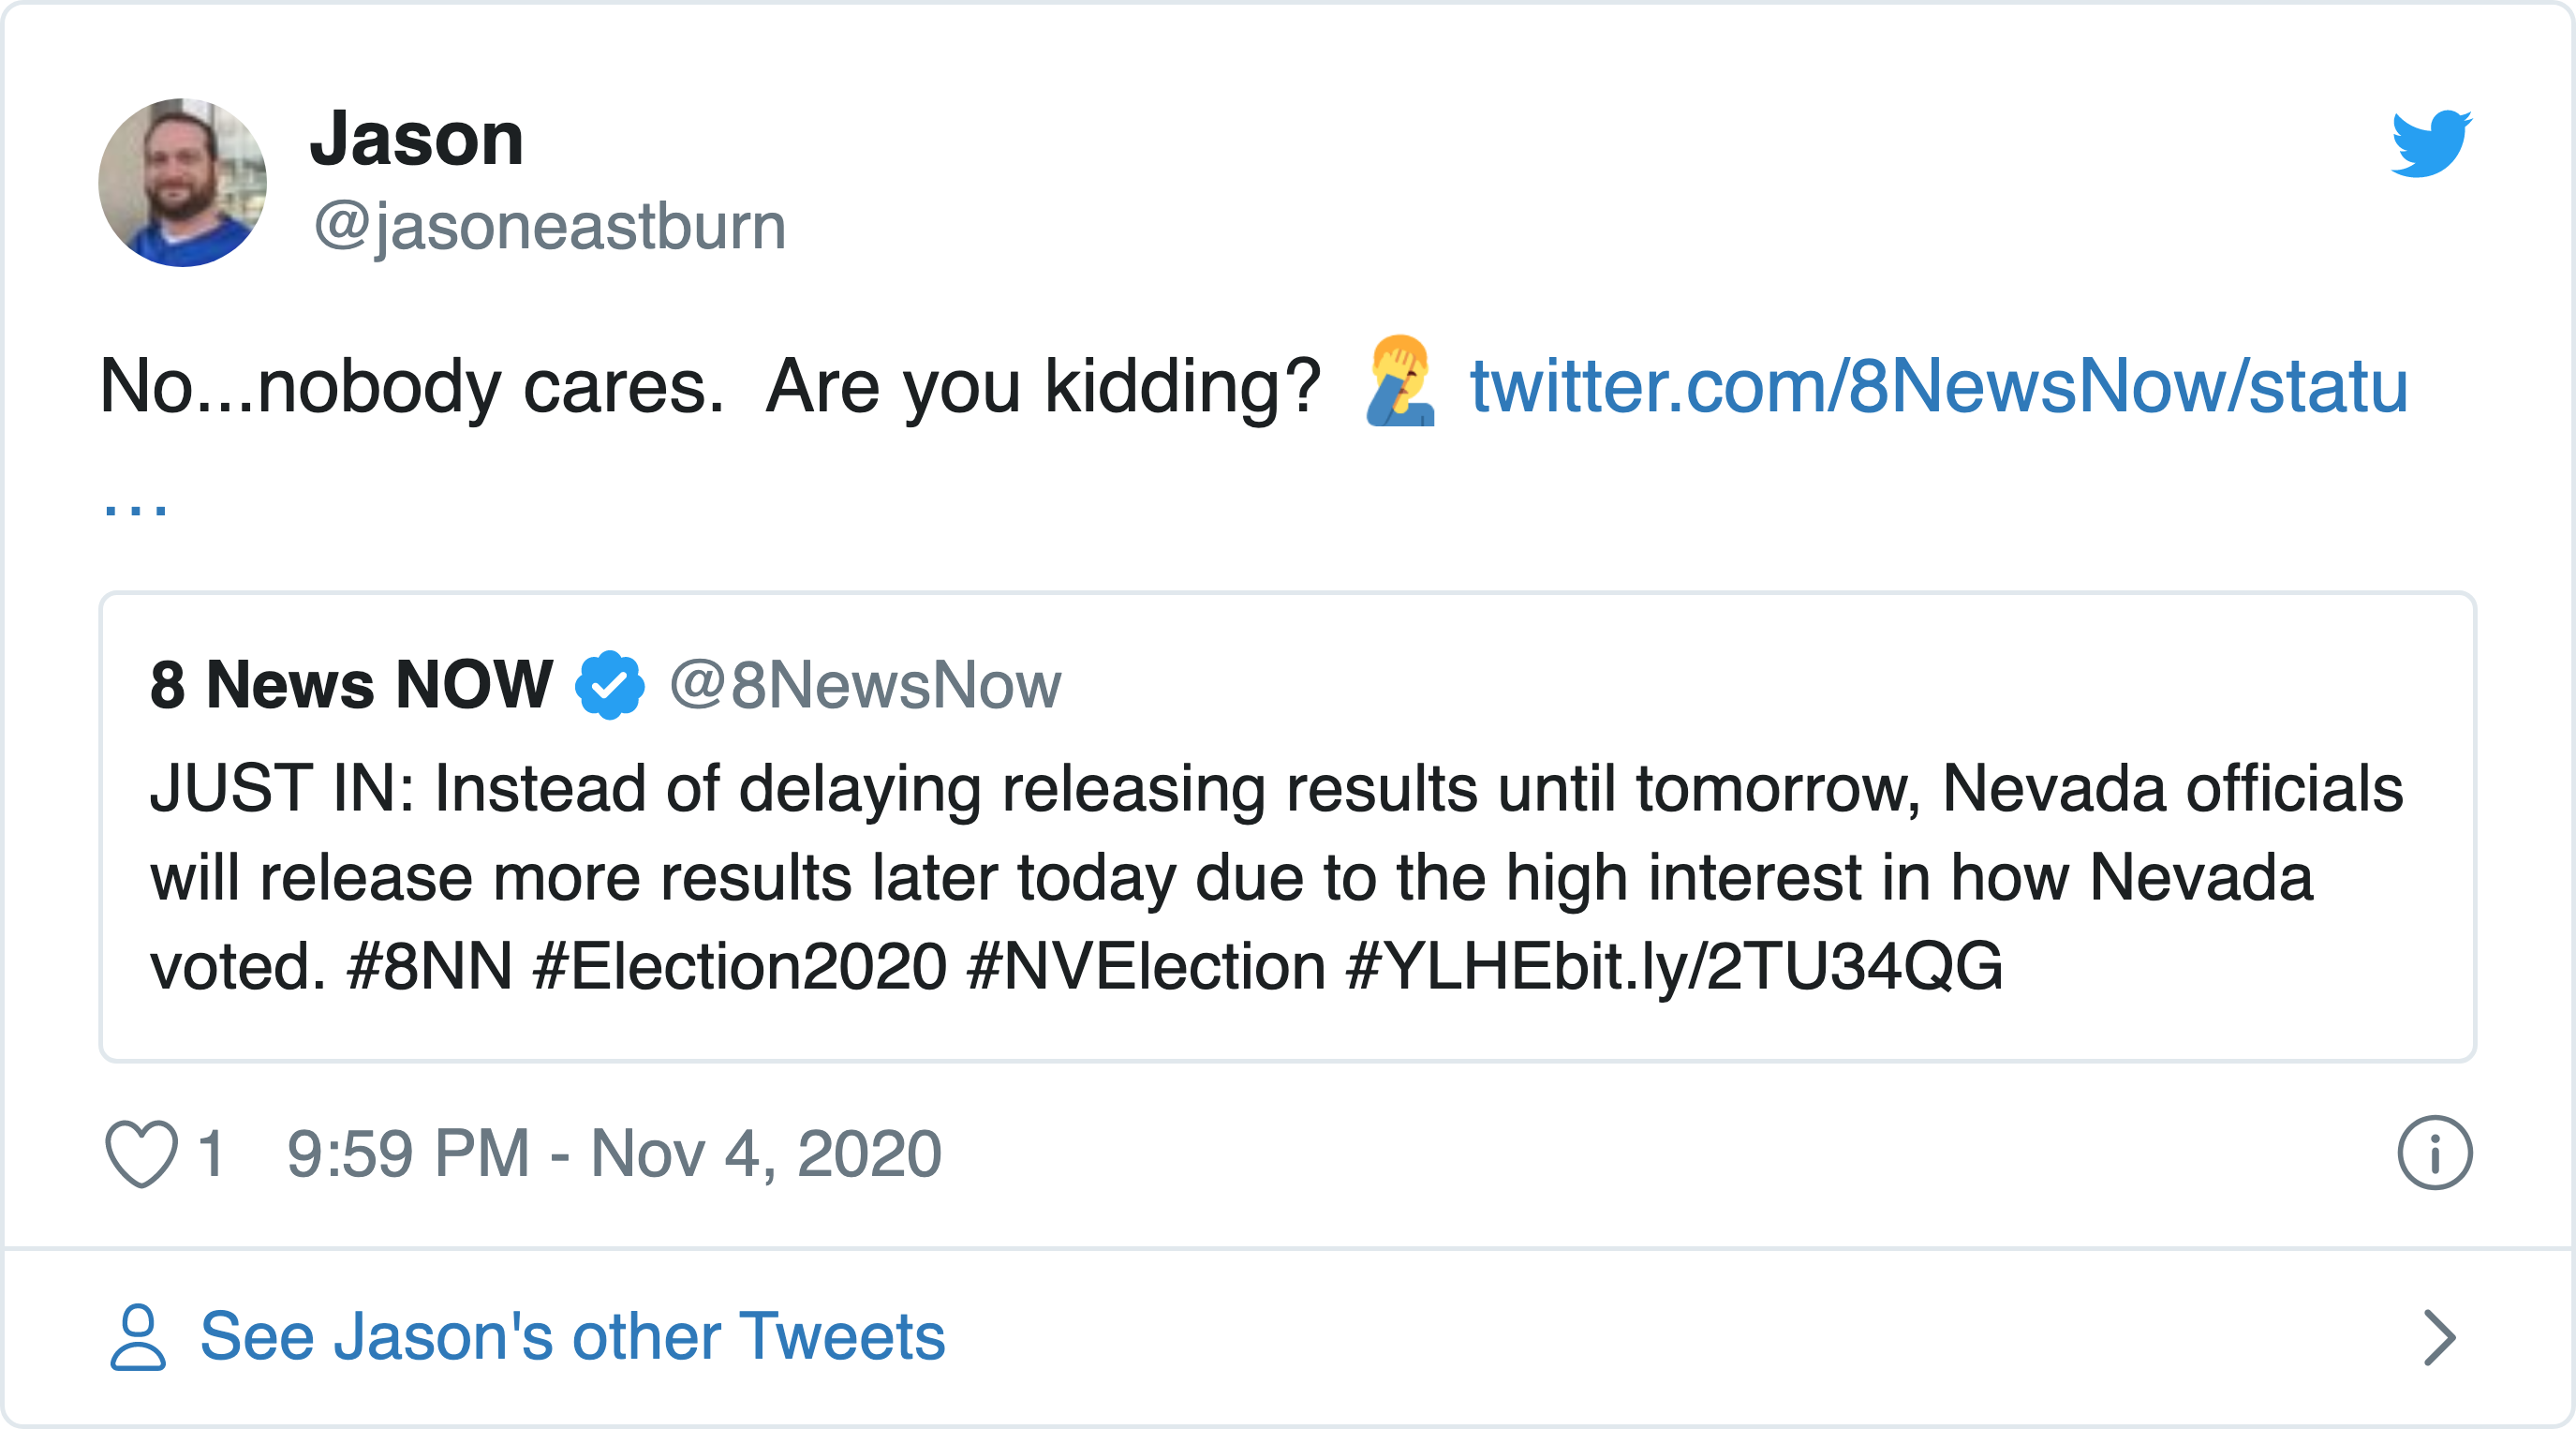 Jason
@jasoneastburn
No...nobody cares.  Are you kidding? 🤦‍♂️ twitter.com/8NewsNow/statu
…
8 News NOW @8NewsNow
JUST IN: Instead of delaying releasing results until tomorrow, Nevada officials
will release more results later today due to the high interest in how Nevada
voted. #8NN #Election2020 #NVElection #YLHEbit.ly/2TU34QG
1 9:59 PM - Nov 4, 2020
See Jason's other Tweets